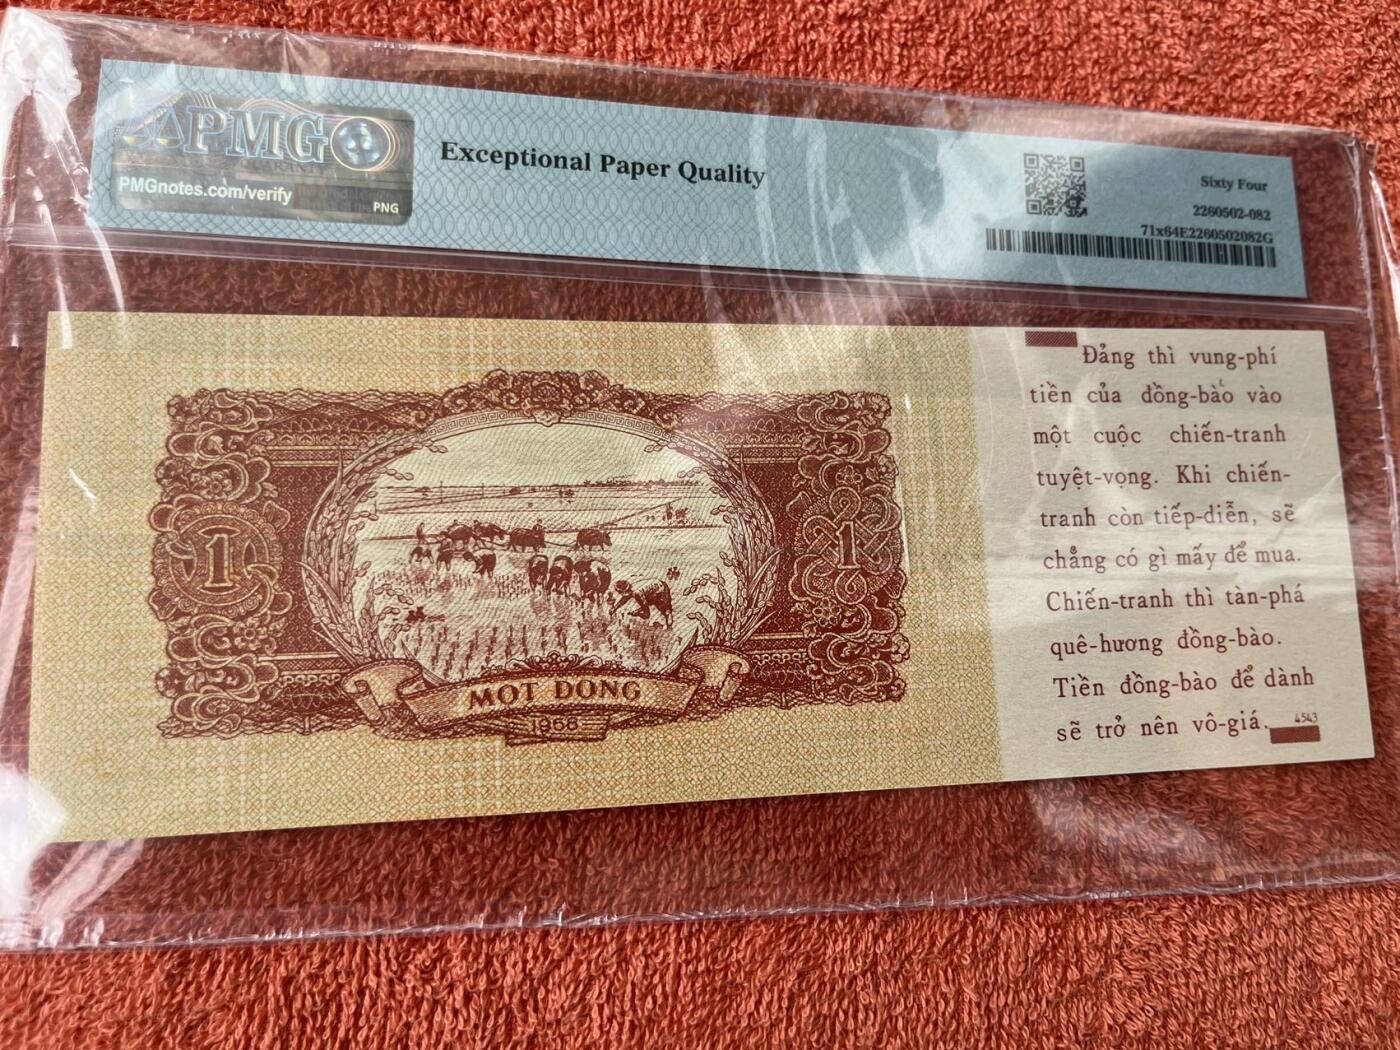 PMG
PMGnotes.com/verify
PNG
Exceptional Paper Quality
Sixty Four
2260502-082
71x64E2260502082G
1
1
MỘT ĐỒNG
1958
Đảng thì vung-phí
tiền của đồng-bào vào
một cuộc chiến-tranh
tuyệt-vọng. Khi chiến-
tranh còn tiếp-diễn, sẽ
chẳng có gì mấy để mua.
Chiến-tranh thì tàn-phá
quê-hương đồng-bào.
Tiền đồng-bào để dành
sẽ trở nên vô-giá.
4543